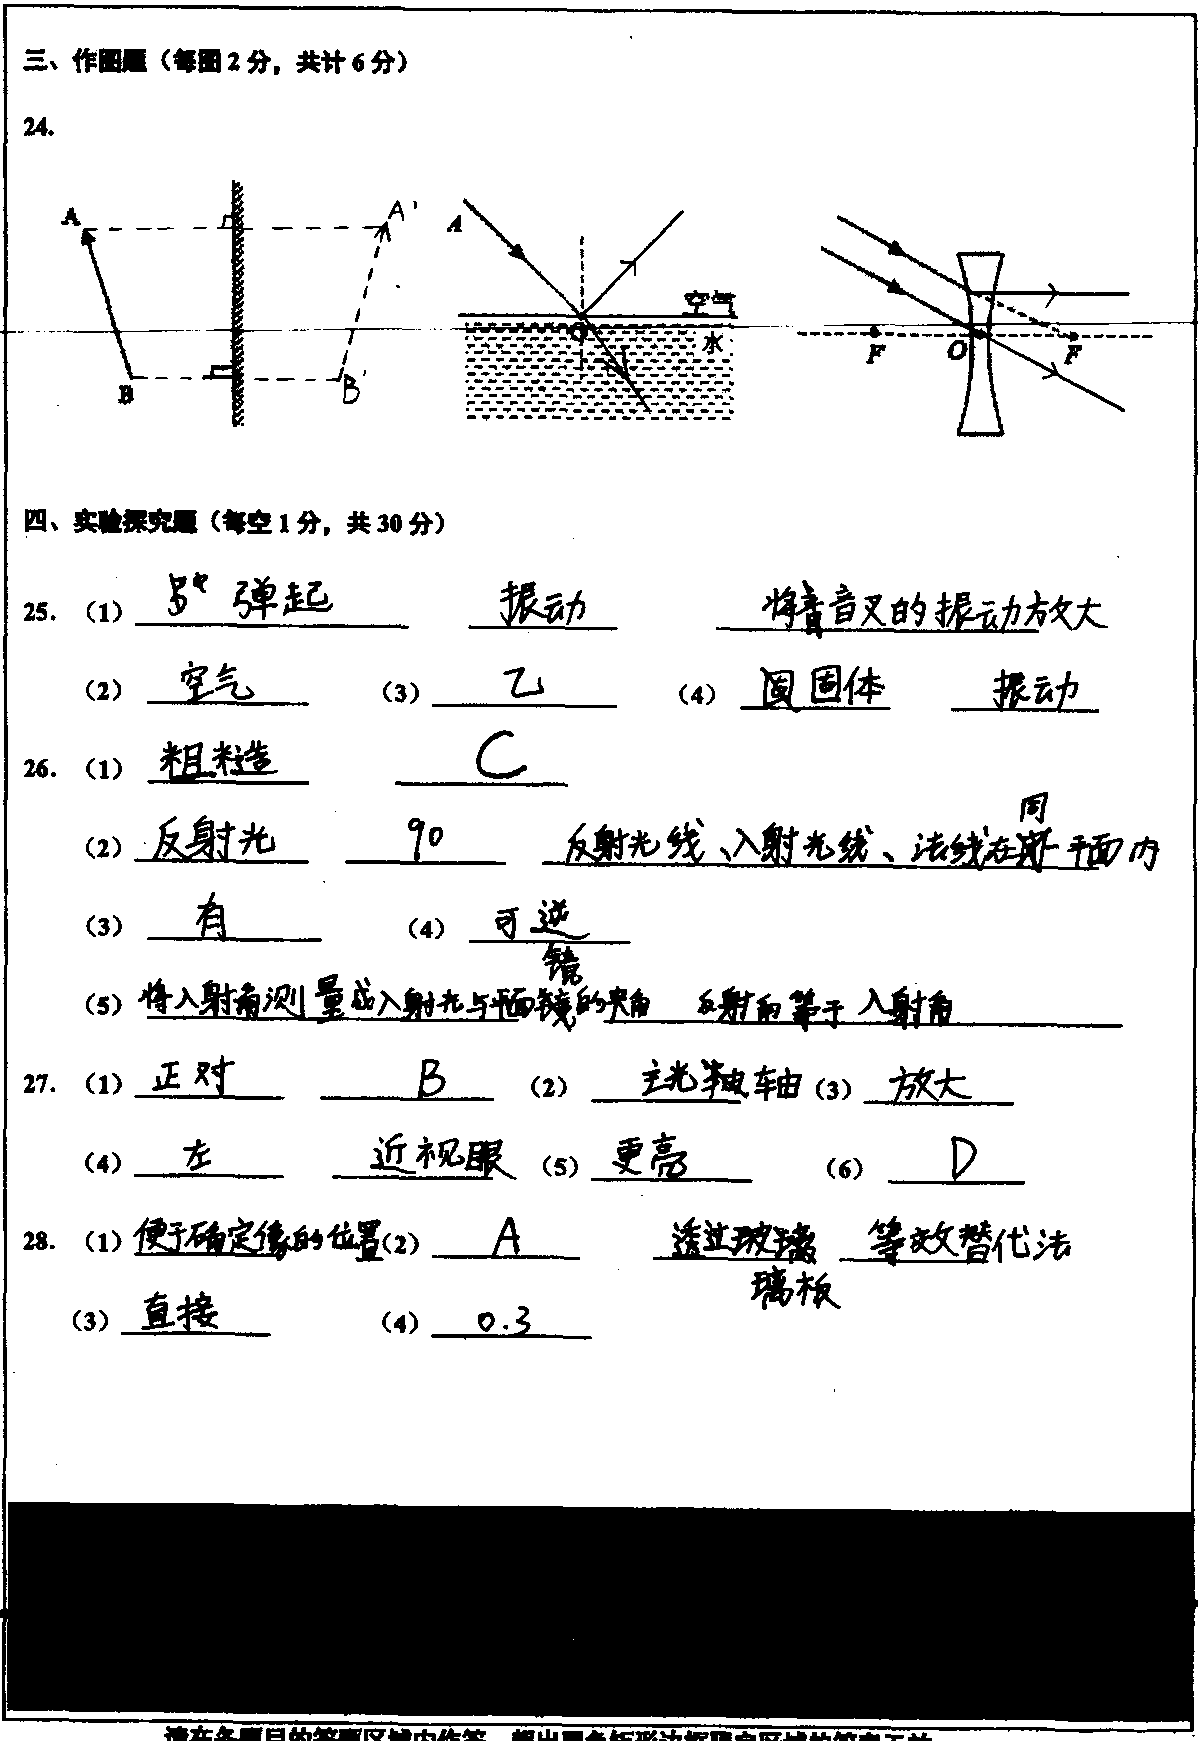 三、作图题（每图2分，共计6分）
24.
A A' B B'
A 空气 O 水
F O F
四、实验探究题（每空1分，共30分）
25.（1） 弹起 振动 将音叉的振动放大
（2） 空气 （3） 乙 （4） 固体 振动
26.（1） 粗糙 C
（2） 反射光 90 反射光线、入射光线、法线在同一平面内
（3） 有 （4） 可逆
（5） 将入射角测量成入射光与平面镜的夹角 反射角等于入射角
27.（1） 正对 B （2） 主光轴 （3） 放大
（4） 左 近视眼 （5） 更亮 （6） D
28.（1） 便于确定像的位置 （2） A 透过玻璃板 等效替代法
（3） 直接 （4） 0.3